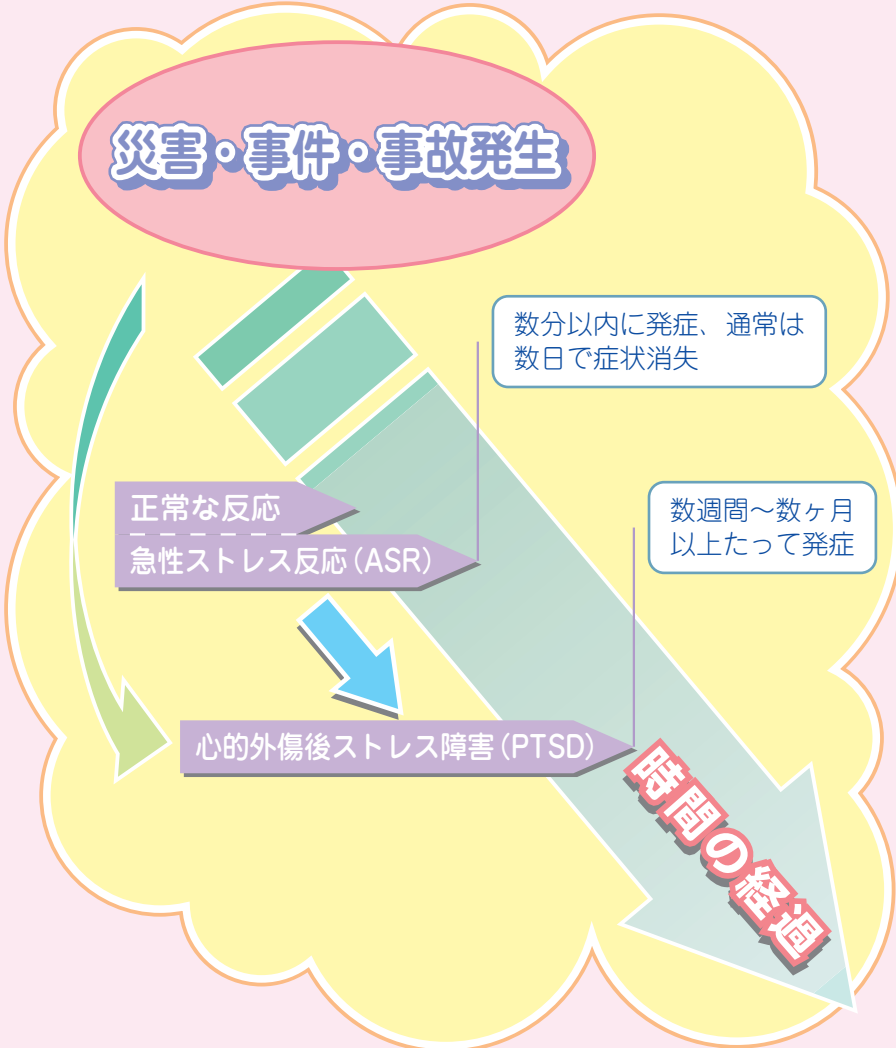 災害・事件・事故発生
数分以内に発症、通常は
数日で症状消失
正常な反応
急性ストレス反応(ASR)
数週間～数ヶ月
以上たって発症
心的外傷後ストレス障害(PTSD)
時間の経過